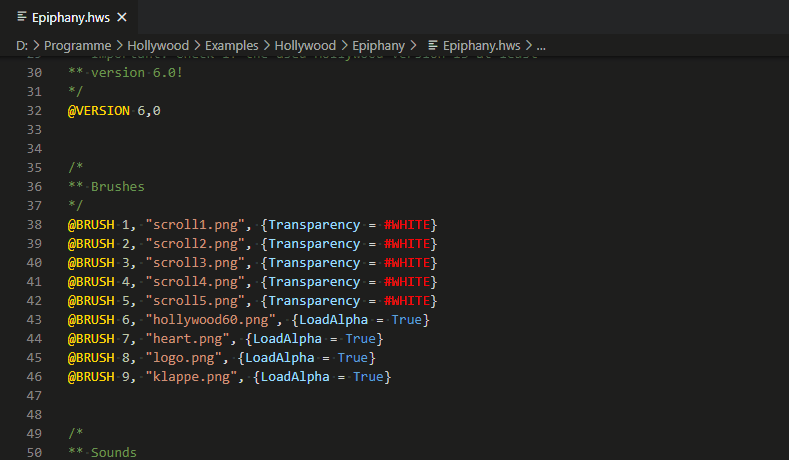 Epiphany.hws
D: > Programme > Hollywood > Examples > Hollywood > Epiphany > Epiphany.hws > ...
30 ** version 6.0!
31 */
32 @VERSION 6,0
33
34
35 /*
36 ** Brushes
37 */
38 @BRUSH 1, "scroll1.png", {Transparency = #WHITE}
39 @BRUSH 2, "scroll2.png", {Transparency = #WHITE}
40 @BRUSH 3, "scroll3.png", {Transparency = #WHITE}
41 @BRUSH 4, "scroll4.png", {Transparency = #WHITE}
42 @BRUSH 5, "scroll5.png", {Transparency = #WHITE}
43 @BRUSH 6, "hollywood60.png", {LoadAlpha = True}
44 @BRUSH 7, "heart.png", {LoadAlpha = True}
45 @BRUSH 8, "logo.png", {LoadAlpha = True}
46 @BRUSH 9, "klappe.png", {LoadAlpha = True}
47
48
49 /*
50 ** Sounds